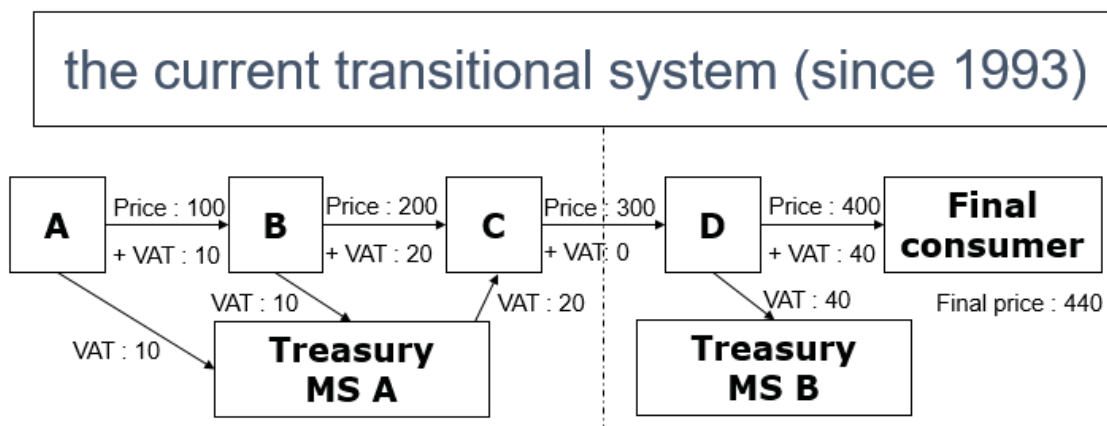 the current transitional system (since 1993)
A
Price : 100
+ VAT : 10
B
Price : 200
+ VAT : 20
C
Price : 300
+ VAT: 0
D
Price : 400
+ VAT : 40
Final
consumer
VAT : 10
VAT : 10
VAT : 20
VAT : 40
Final price : 440
Treasury
MS A
Treasury
MS B